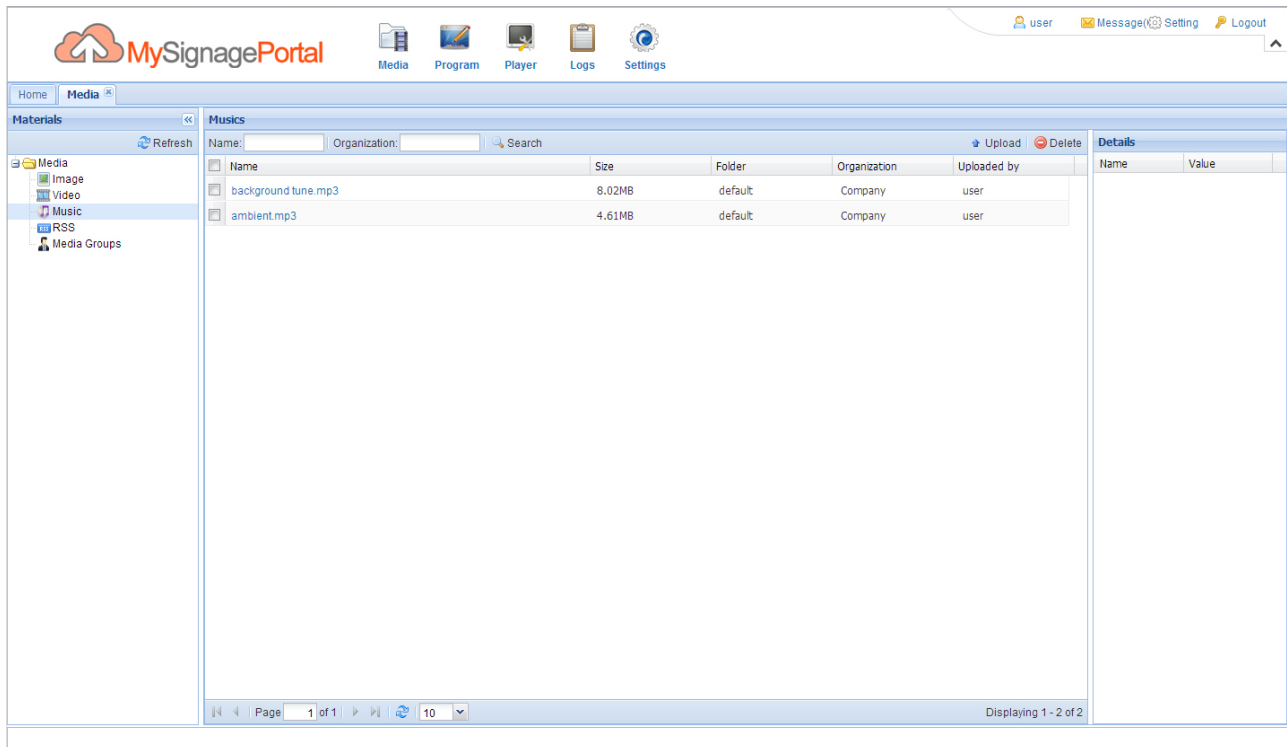 MySignagePortal
Media Program Player Logs Settings
user Message( Setting Logout
Home Media
Materials
Refresh
Media
Image
Video
Music
RSS
Media Groups
Musics
Name: Organization: Search Upload Delete
Name Size Folder Organization Uploaded by
background tune.mp3 8.02MB default Company user
ambient.mp3 4.61MB default Company user
Page 1 of 1 10 Displaying 1 - 2 of 2
Details
Name Value